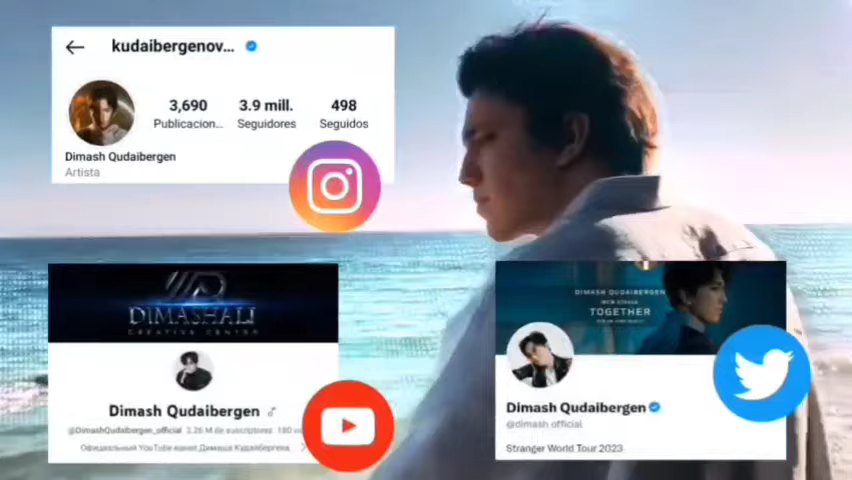 kudaibergenov...
3,690 3.9 mill. 498
Publicacion... Seguidores Seguidos
Dimash Qudaibergen
Artista
DIMASHALI
CREATIVE CENTER
Dimash Qudaibergen
@DimashQudaibergen_official 3.26 M de suscriptores 180
Официальный YouTube канал Димаша Кудайбергена.
DIMASH QUDAIBERGEN
NEW SINGLE
TOGETHER
Dimash Qudaibergen
@dimash official
Stranger World Tour 2023